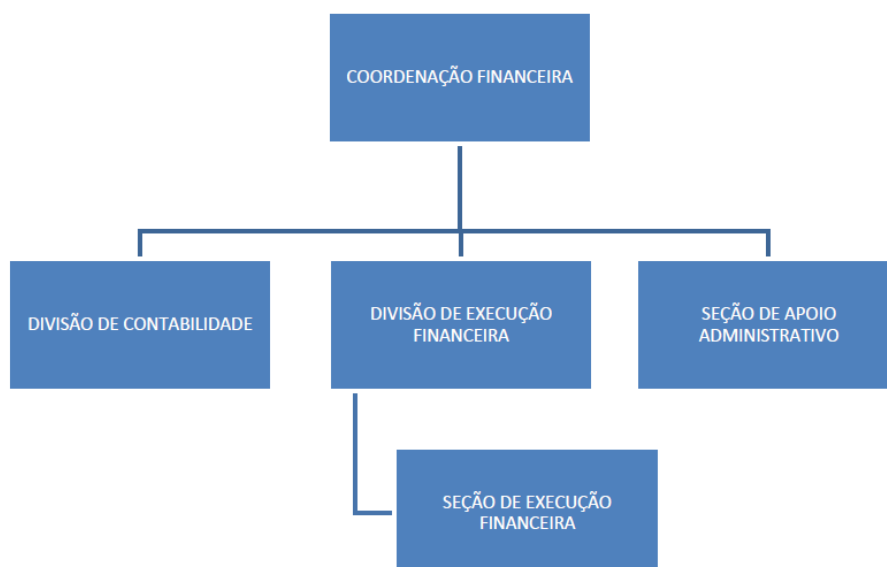 COORDENAÇÃO FINANCEIRA
DIVISÃO DE CONTABILIDADE
DIVISÃO DE EXECUÇÃO
FINANCEIRA
SEÇÃO DE APOIO
ADMINISTRATIVO
SEÇÃO DE EXECUÇÃO
FINANCEIRA